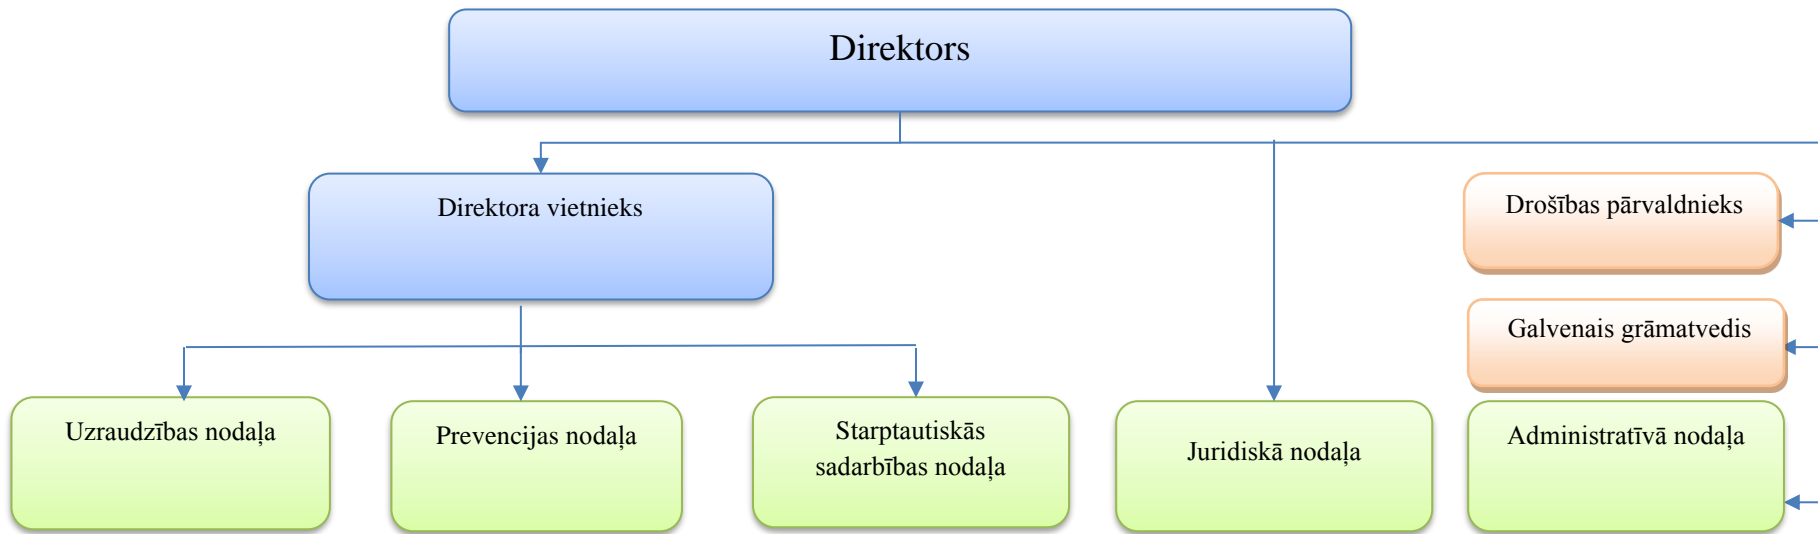 Direktors
Direktora vietnieks
Drošības pārvaldnieks
Galvenais grāmatvedis
Uzraudzības nodaļa
Prevencijas nodaļa
Starptautiskās
sadarbības nodaļa
Juridiskā nodaļa
Administratīvā nodaļa